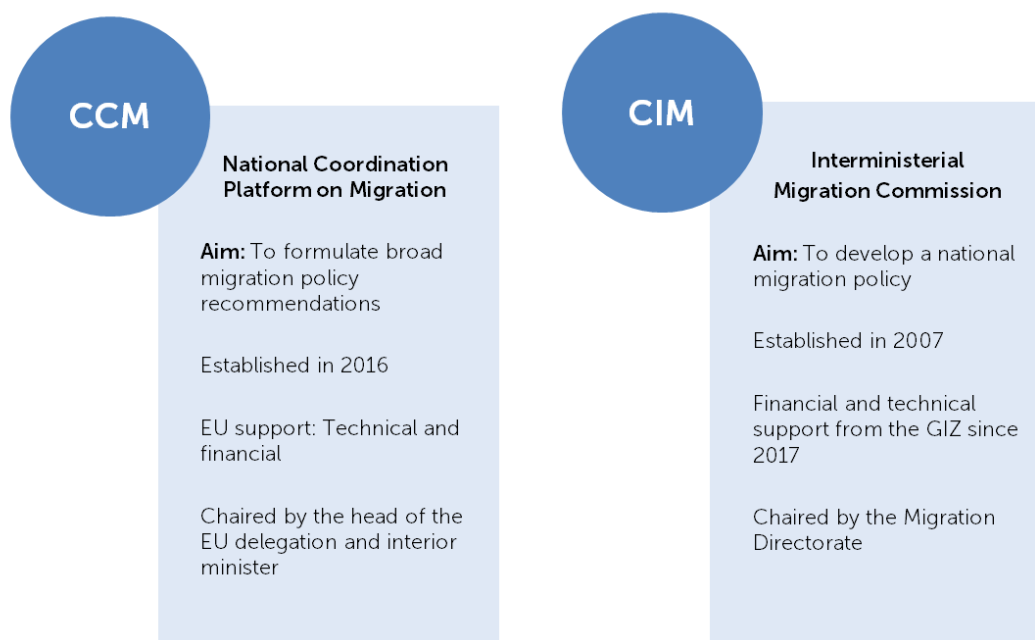 CCM
National Coordination
Platform on Migration
Aim: To formulate broad
migration policy
recommendations
Established in 2016
EU support: Technical and
financial
Chaired by the head of the
EU delegation and interior
minister
CIM
Interministerial
Migration Commission
Aim: To develop a national
migration policy
Established in 2007
Financial and technical
support from the GIZ since
2017
Chaired by the Migration
Directorate